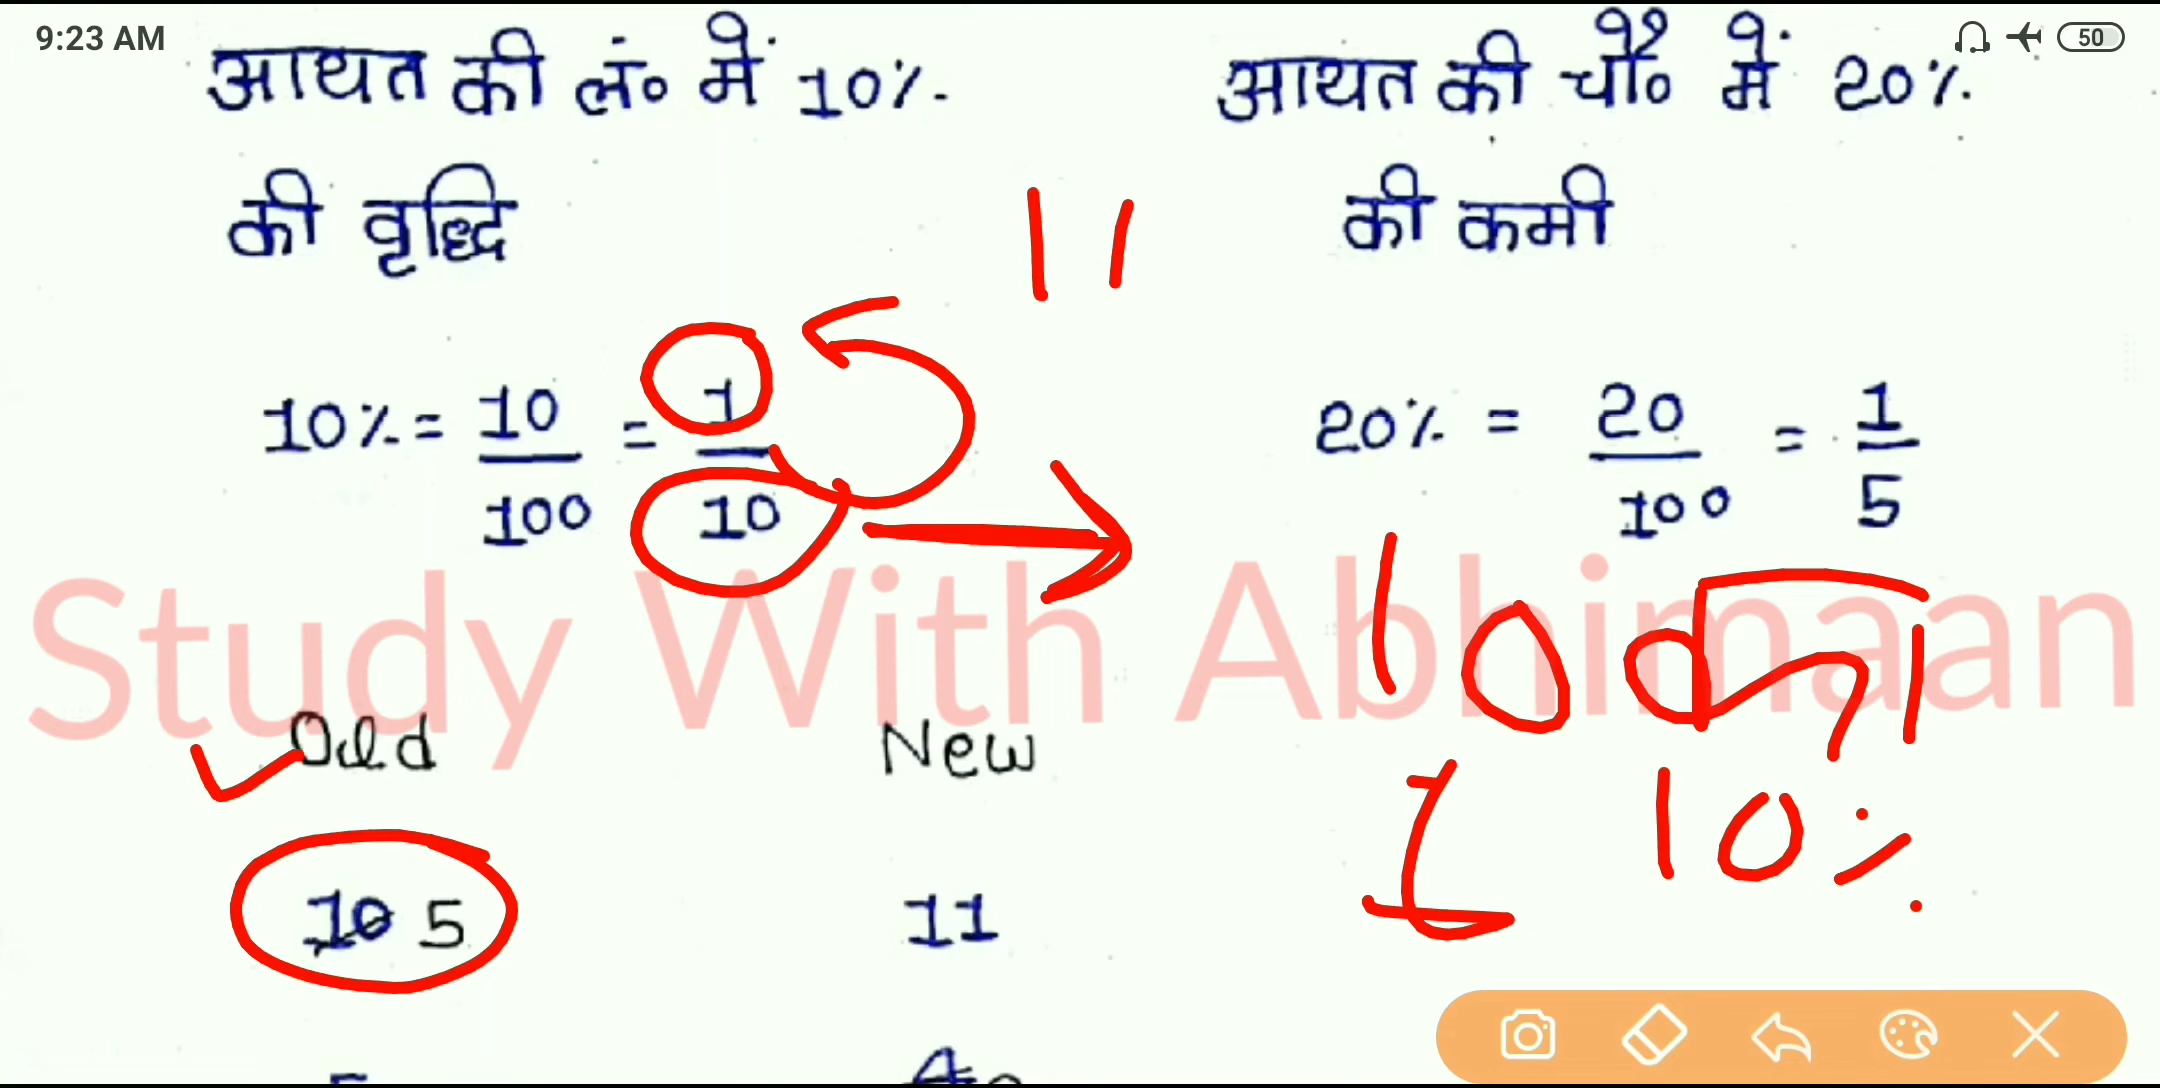 9:23 AM
50
आयत की लं० में 10%
की वृद्धि
आयत की चौ० में 20%
की कमी
11
10% = 10/100 = 1/10
20% = 20/100 = 1/5
Study With Abhimaan
Old New
10 5 11
10%